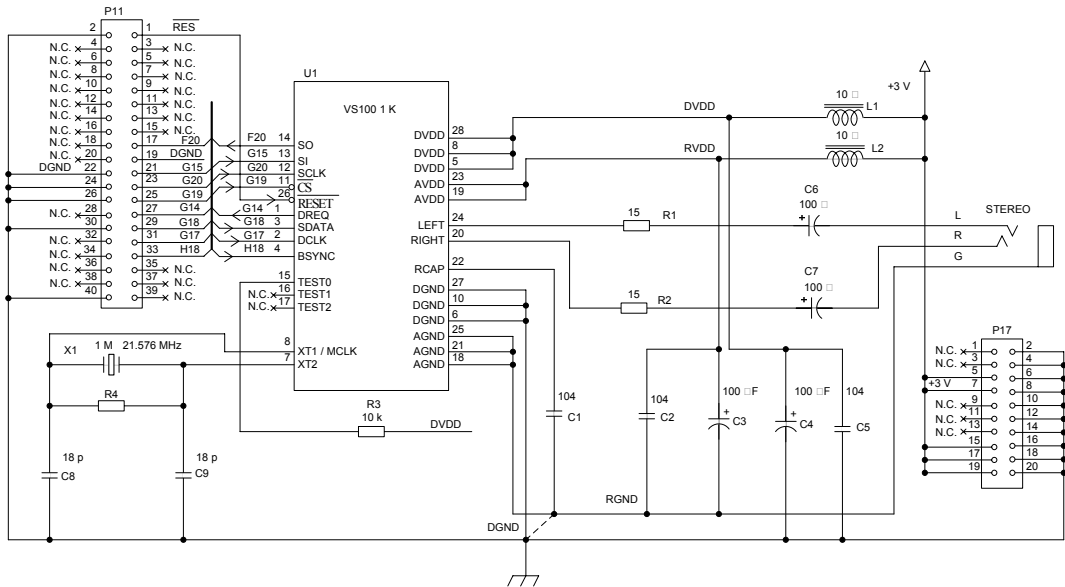 P11
2 1 RES
N.C. 4 3 N.C.
N.C. 6 5 N.C.
N.C. 8 7 N.C.
N.C. 10 9 N.C.
N.C. 12 11 N.C.
N.C. 14 13 N.C.
N.C. 16 15 N.C.
N.C. 18 17 F20
N.C. 20 19 DGND
DGND 22 21 G15
24 23 G20
26 25 G19
N.C. 28 27 G14
30 29 G18
N.C. 32 31 G17
N.C. 34 33 H18
N.C. 36 35 N.C.
N.C. 38 37 N.C.
40 39 N.C.
U1
VS100 1 K
F20 14 SO
G15 13 SI
G20 12 SCLK
G19 11 CS
26 RESET
G14 1 DREQ
G18 3 SDATA
G17 2 DCLK
H18 4 BSYNC
15 TEST0
N.C. 16 TEST1
N.C. 17 TEST2
8 XT1 / MCLK
7 XT2
DVDD 28
DVDD 8
DVDD 5
AVDD 23
AVDD 19
LEFT 24
RIGHT 20
RCAP 22
DGND 27
DGND 10
DGND 6
AGND 25
AGND 21
AGND 18
X1 1 M 21.576 MHz
R4
18 p
C8
18 p
C9
R3
10 k
DVDD
DVDD
10 □
L1
RVDD
10 □
L2
+3 V
15 R1
C6
100 □
+
15 R2
C7
100 □
+
L
R
G
STEREO
104
C1
104
C2
100 □F
+
C3
100 □F
+
C4
104
C5
RGND
DGND
P17
N.C. 1 2
N.C. 3 4
5 6
+3 V 7 8
N.C. 9 10
N.C. 11 12
N.C. 13 14
15 16
17 18
19 20